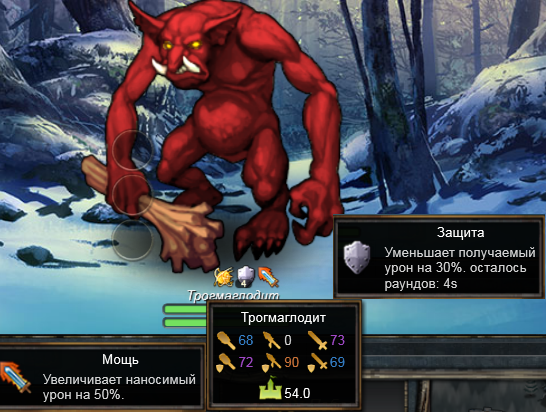 Защита
Уменьшает получаемый
урон на 30%. осталось
раундов: 4s
4
Трогмаглодит
Трогмаглодит
68 0 73
72 90 69
54.0
Мощь
Увеличивает наносимый
урон на 50%.